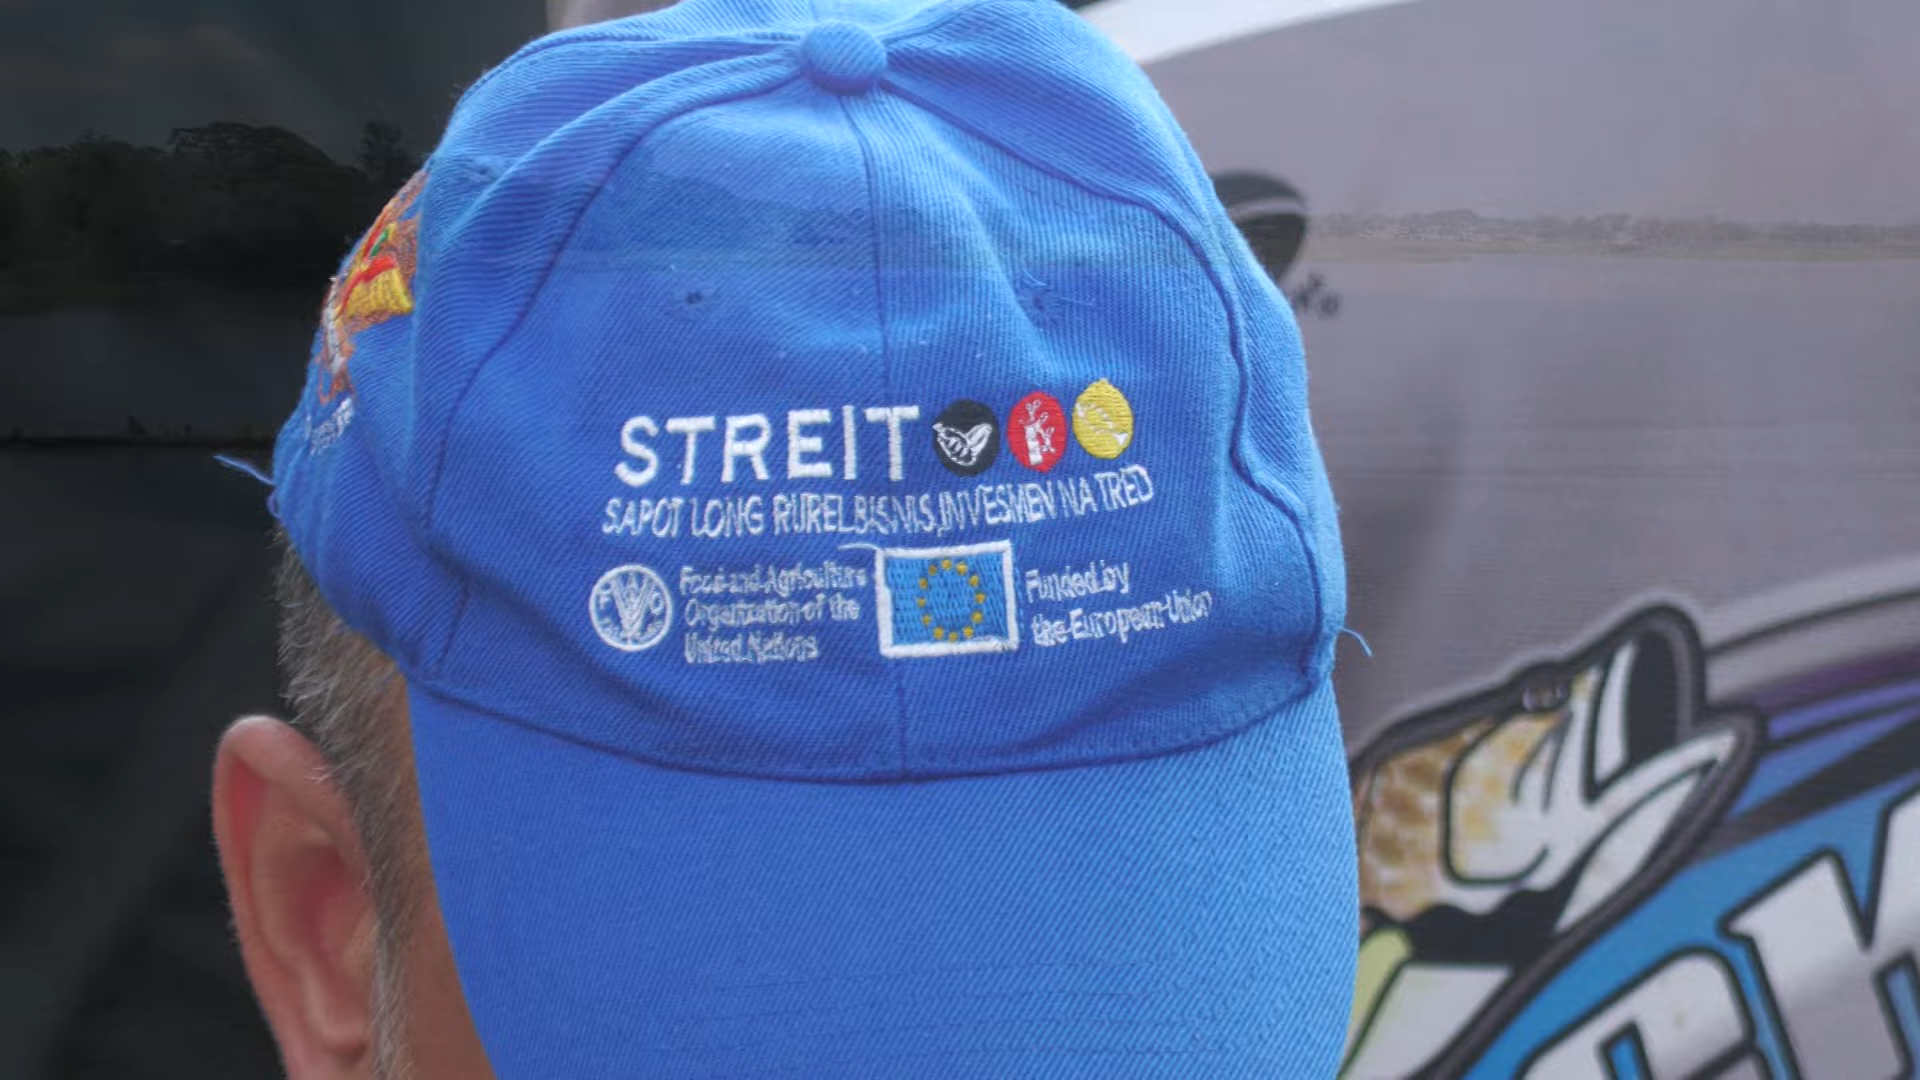 STREIT
SAPOT LONG RUREL BISNIS, INVESMEN NA TRED
FAO
Food and Agriculture
Organization of the
United Nations
Funded by
the European Union